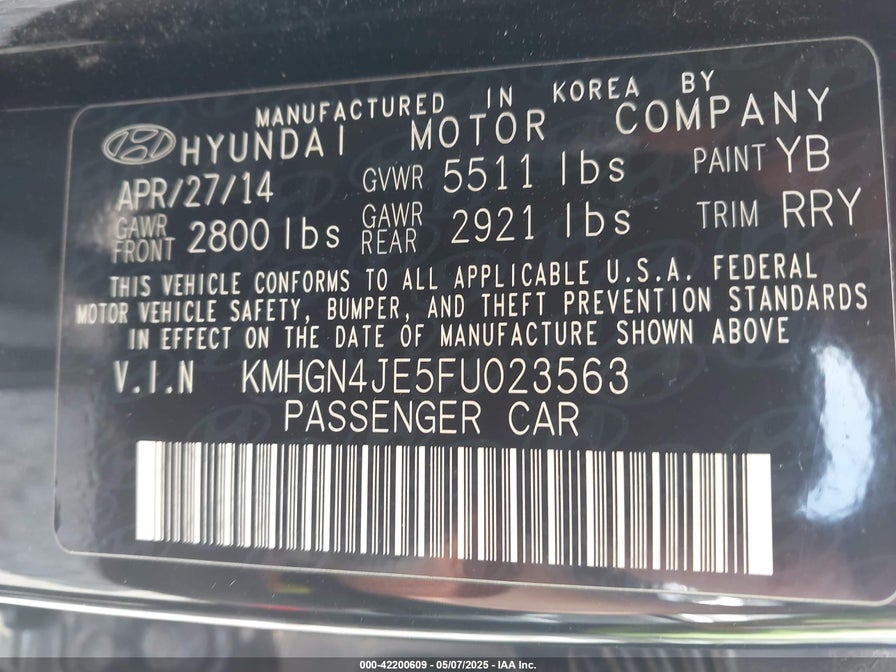 MANUFACTURED IN KOREA BY
HYUNDAI MOTOR COMPANY
APR/27/14 GVWR 5511 lbs PAINT YB
GAWR FRONT 2800 lbs GAWR REAR 2921 lbs TRIM RRY
THIS VEHICLE CONFORMS TO ALL APPLICABLE U.S.A. FEDERAL
MOTOR VEHICLE SAFETY, BUMPER, AND THEFT PREVENTION STANDARDS
IN EFFECT ON THE DATE OF MANUFACTURE SHOWN ABOVE
V.I.N KMHGN4JE5FU023563
PASSENGER CAR
000-42200609 - 05/07/2025 - IAA Inc.